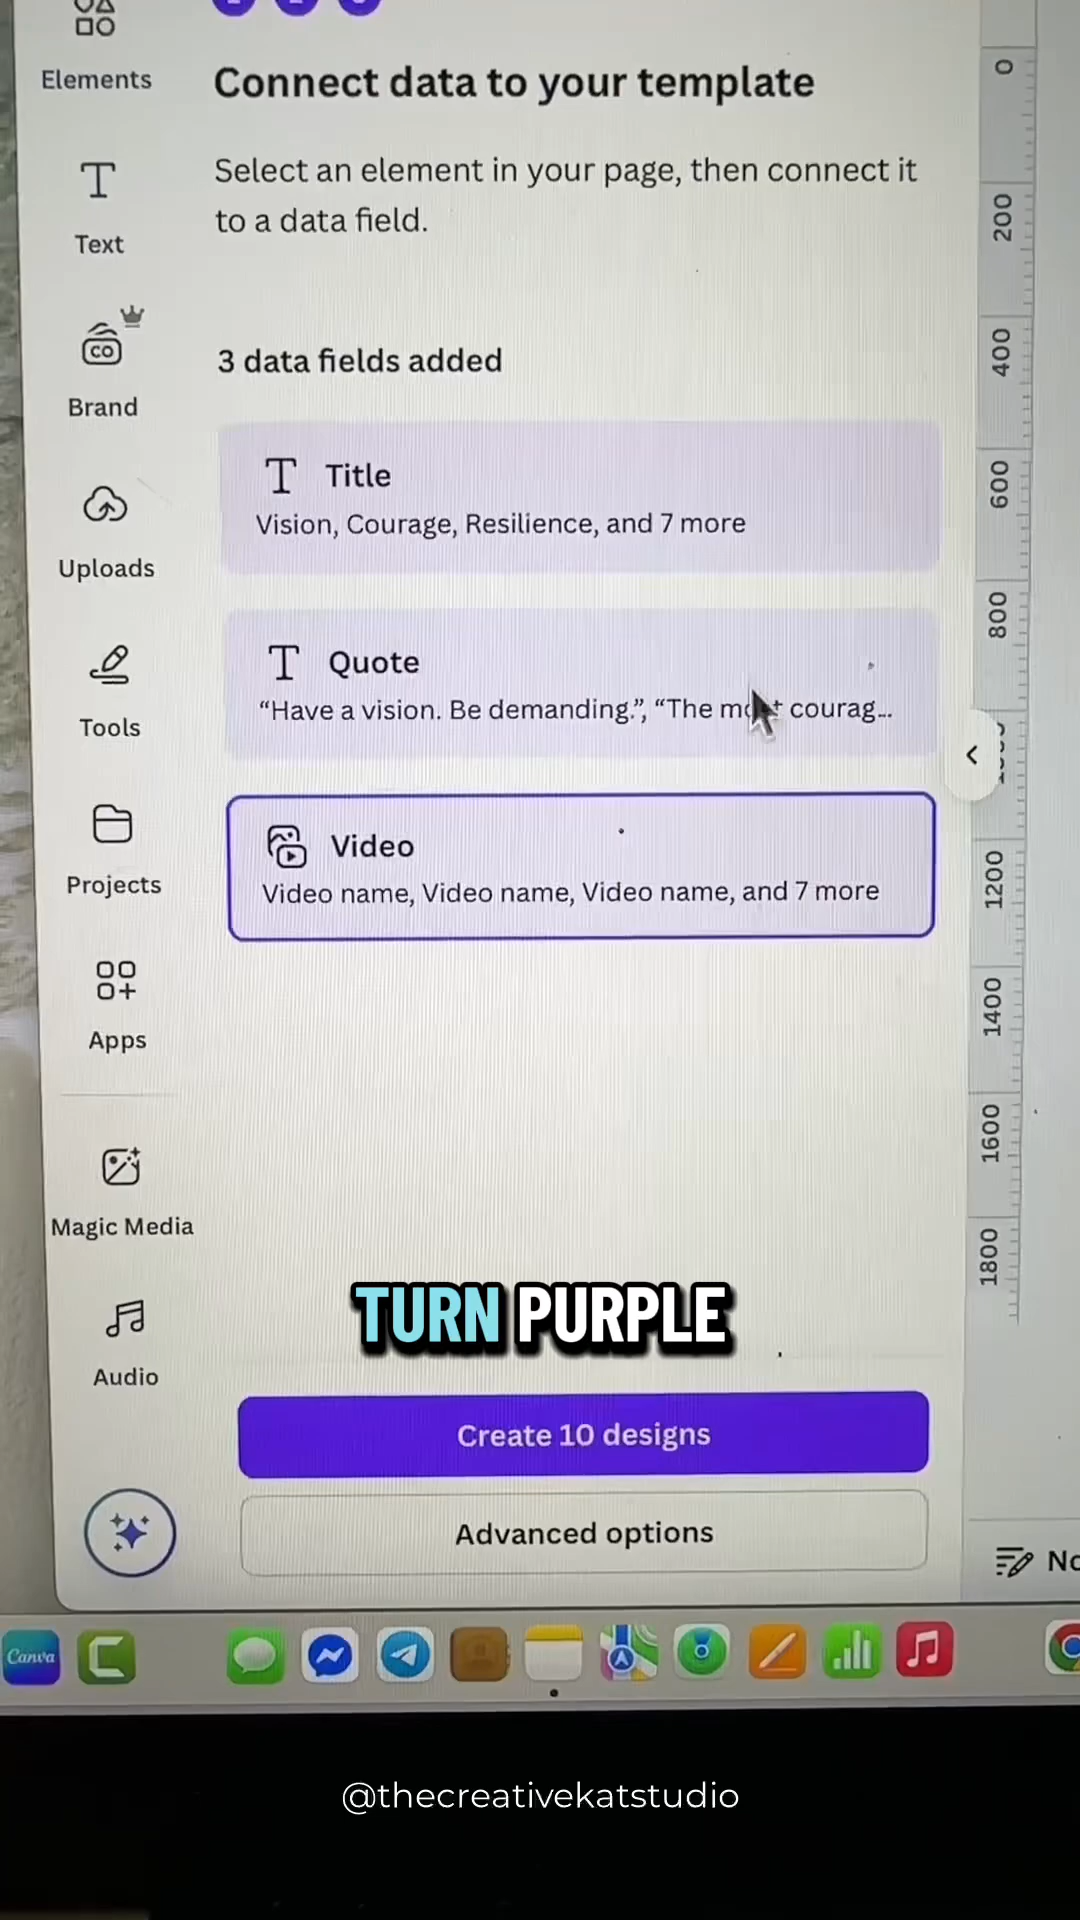 Elements
Text
CO
Brand
Uploads
Tools
Projects
Apps
Magic Media
Audio
Connect data to your template
Select an element in your page, then connect it
to a data field.
3 data fields added
T Title
Vision, Courage, Resilience, and 7 more
T Quote
“Have a vision. Be demanding.”, “The most courag...
Video
Video name, Video name, Video name, and 7 more
TURN PURPLE
Create 10 designs
Advanced options
0
200
400
600
800
1200
1400
1600
1800
Canva
@thecreativekatstudio